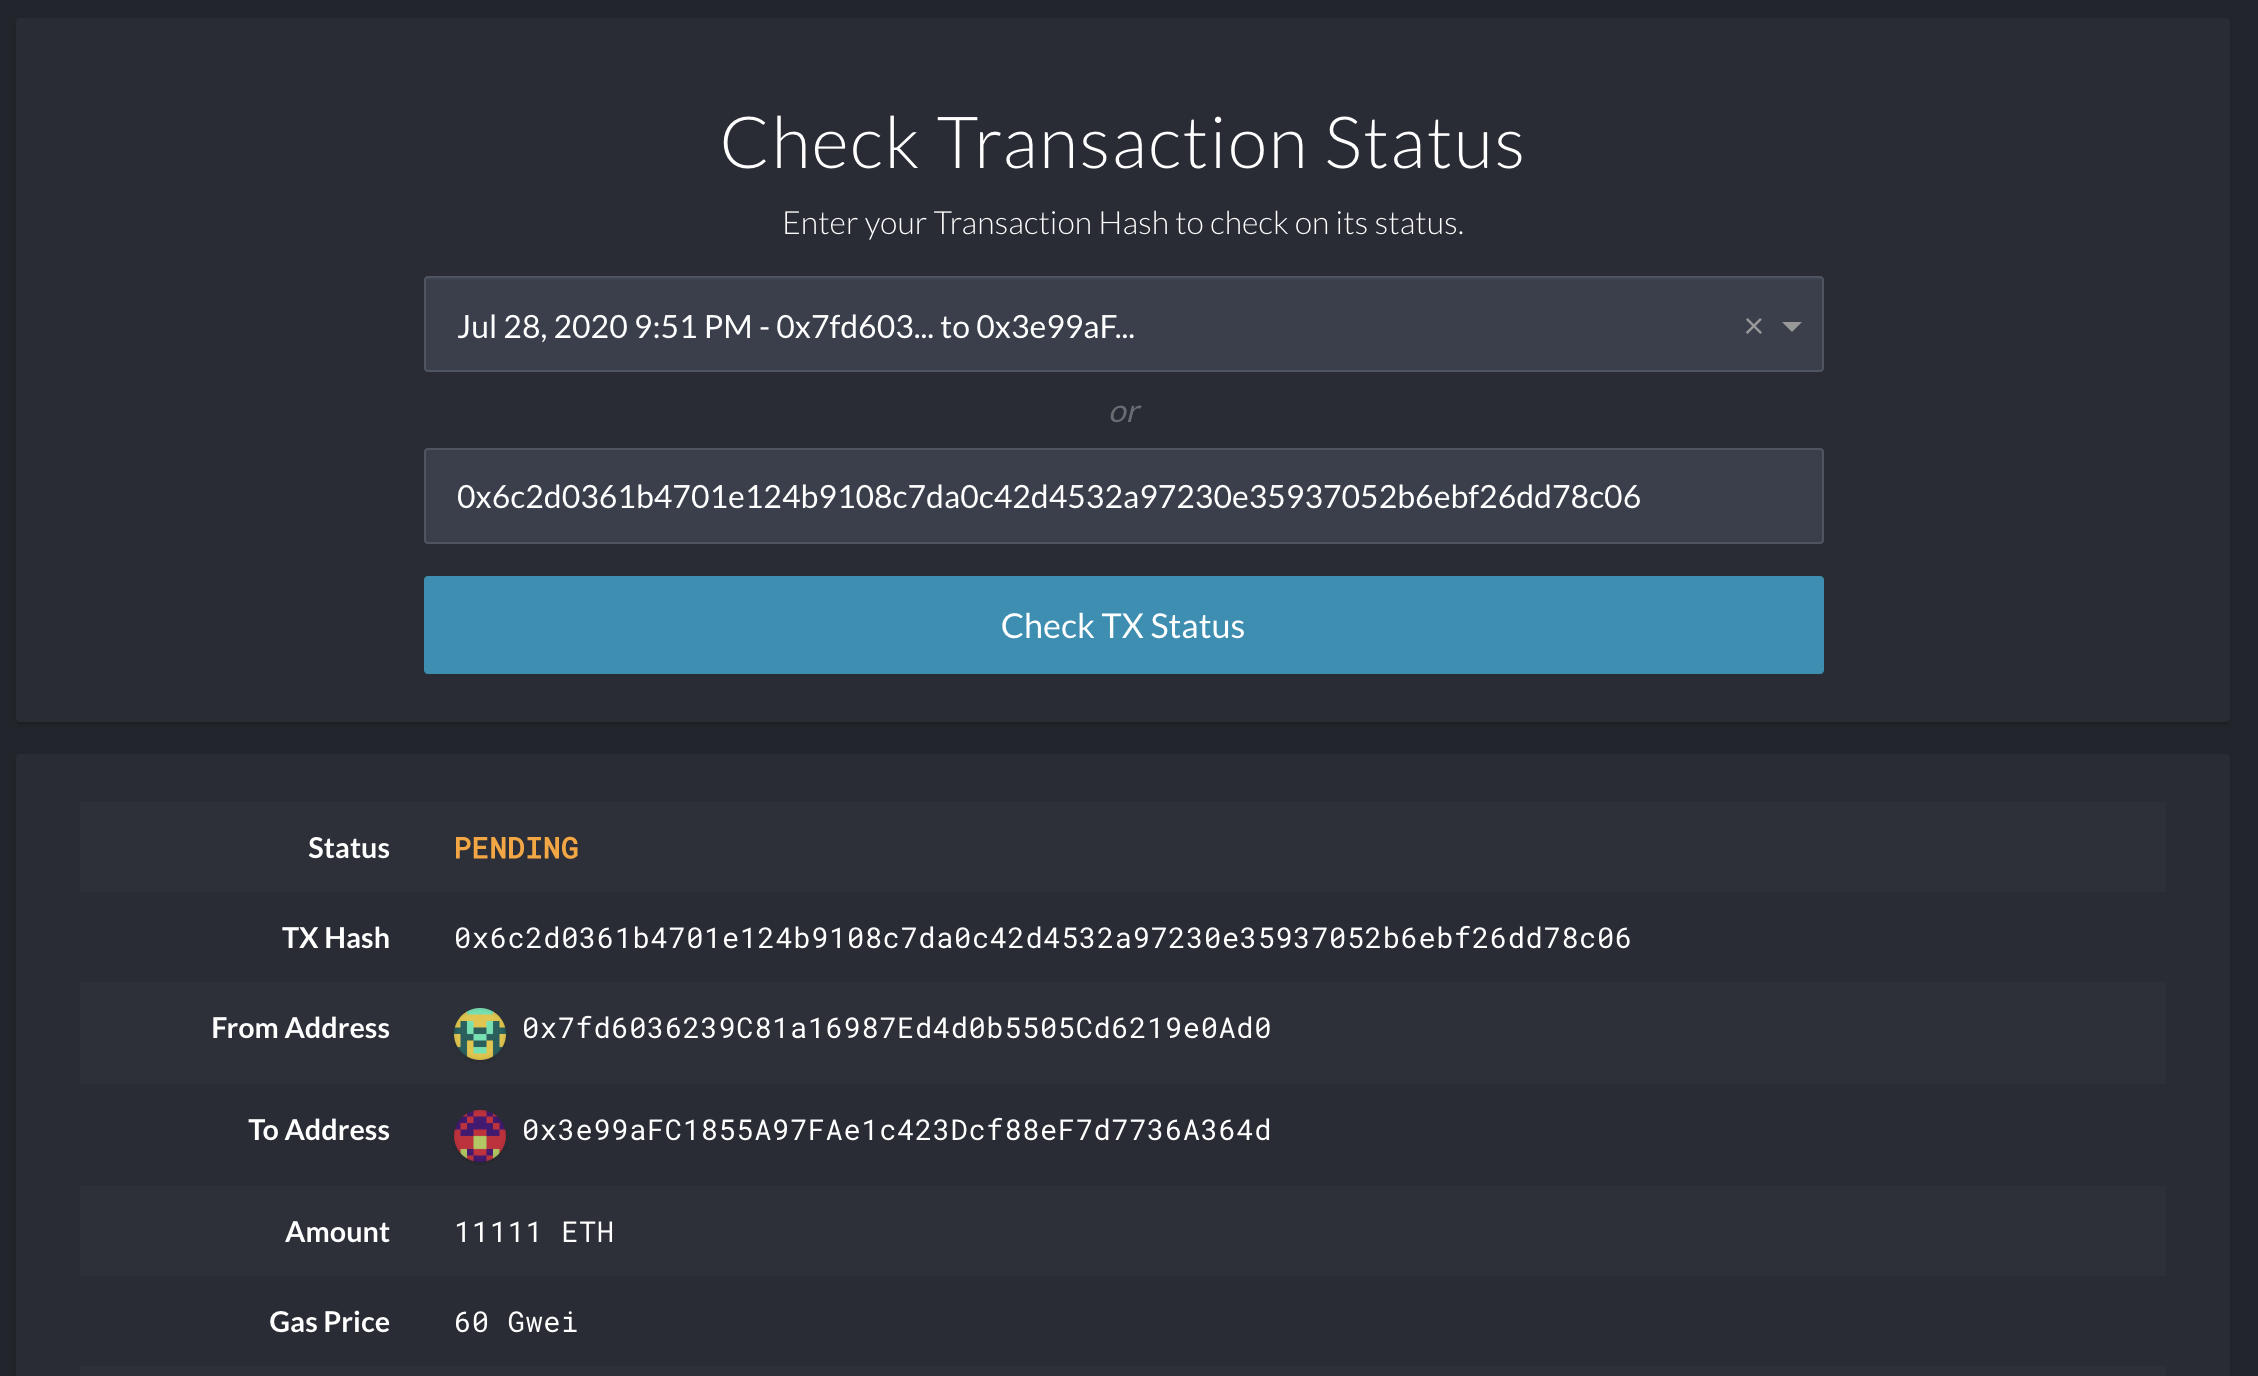 Check Transaction Status
Enter your Transaction Hash to check on its status.
Jul 28, 2020 9:51 PM - 0x7fd603... to 0x3e99aF...
or
0x6c2d0361b4701e124b9108c7da0c42d4532a97230e35937052b6ebf26dd78c06
Check TX Status
Status PENDING
TX Hash 0x6c2d0361b4701e124b9108c7da0c42d4532a97230e35937052b6ebf26dd78c06
From Address 0x7fd6036239C81a16987Ed4d0b5505Cd6219e0Ad0
To Address 0x3e99aFC1855A97FAe1c423Dcf88eF7d7736A364d
Amount 11111 ETH
Gas Price 60 Gwei